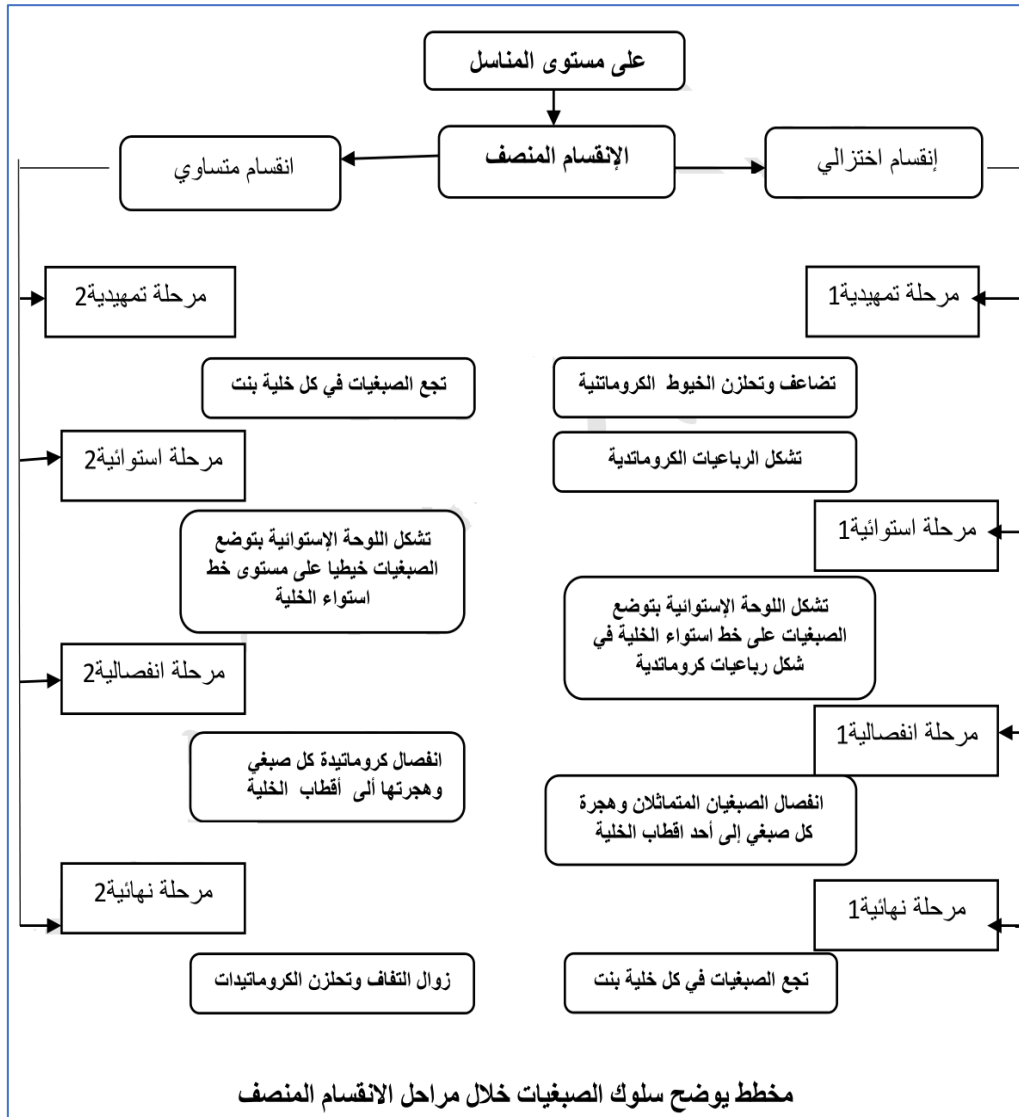 على مستوى المناسل
الإنقسام المنصف
إنقسام اختزالي
انقسام متساوي
مرحلة تمهيدية1
تضاعف وتحلزن الخيوط الكروماتنية
تشكل الرباعيات الكروماتدية
مرحلة استوائية1
تشكل اللوحة الإستوائية بتوضع
الصبغيات على خط استواء الخلية في
شكل رباعيات كروماتدية
مرحلة انفصالية1
انفصال الصبغيان المتماثلان وهجرة
كل صبغي إلى أحد اقطاب الخلية
مرحلة نهائية1
تجع الصبغيات في كل خلية بنت
مرحلة تمهيدية2
تجع الصبغيات في كل خلية بنت
مرحلة استوائية2
تشكل اللوحة الإستوائية بتوضع
الصبغيات خيطيا على مستوى خط
استواء الخلية
مرحلة انفصالية2
انفصال كروماتيدة كل صبغي
وهجرتها ألى أقطاب الخلية
مرحلة نهائية2
زوال التفاف وتحلزن الكروماتيدات
مخطط يوضح سلوك الصبغيات خلال مراحل الانقسام المنصف